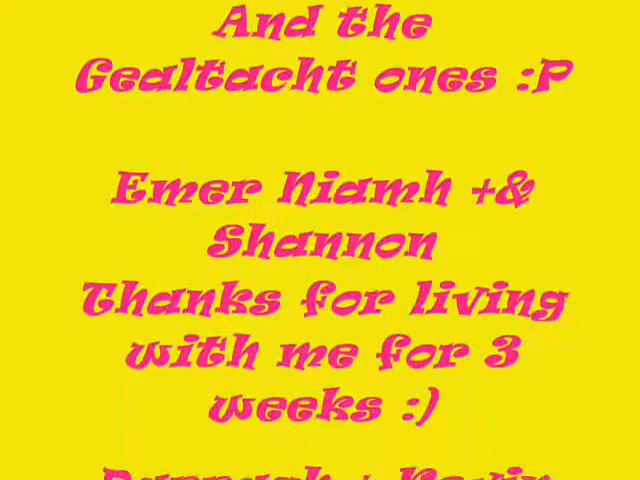 And the
Gealtacht ones :P
Emer Niamh +&
Shannon
Thanks for living
with me for 3
weeks :)